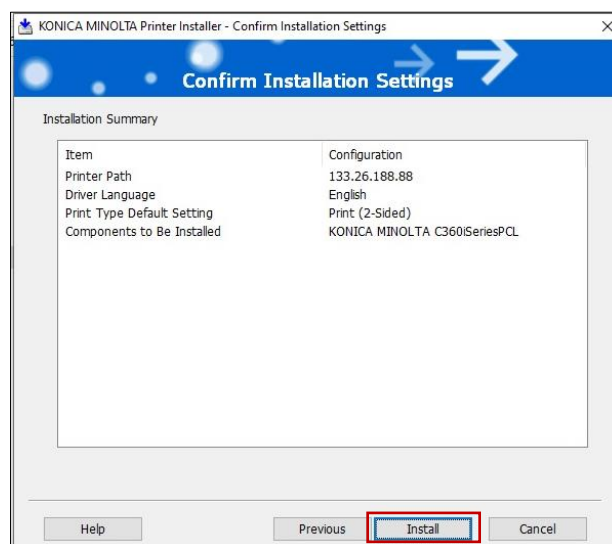 KONICA MINOLTA Printer Installer - Confirm Installation Settings
Confirm Installation Settings
Installation Summary
Item Configuration
Printer Path 133.26.188.88
Driver Language English
Print Type Default Setting Print (2-Sided)
Components to Be Installed KONICA MINOLTA C360iSeriesPCL
Help Previous Install Cancel